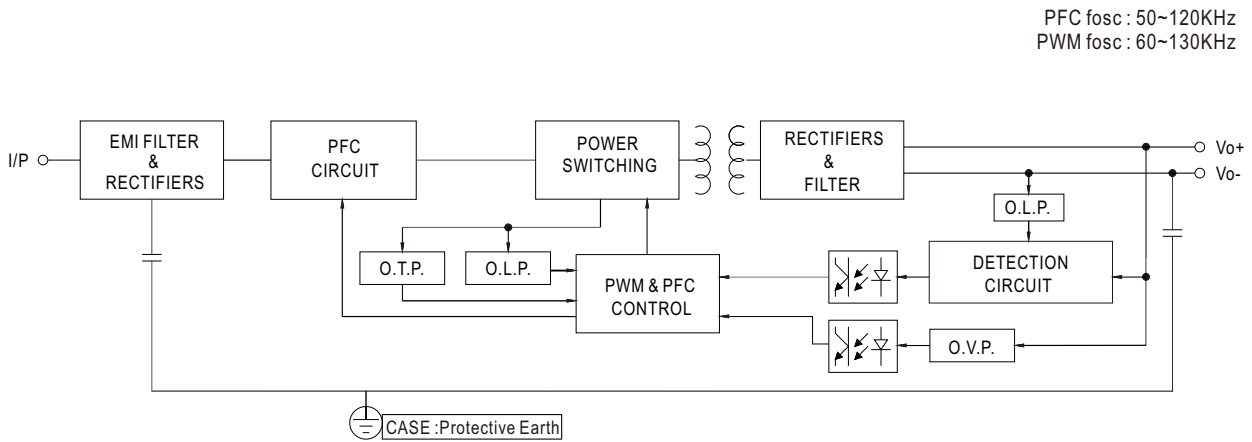 PFC fosc : 50~120KHz
PWM fosc : 60~130KHz
I/P
EMI FILTER
&
RECTIFIERS
PFC
CIRCUIT
POWER
SWITCHING
RECTIFIERS
&
FILTER
Vo+
Vo-
O.L.P.
O.T.P.
O.L.P.
PWM & PFC
CONTROL
DETECTION
CIRCUIT
O.V.P.
CASE :Protective Earth